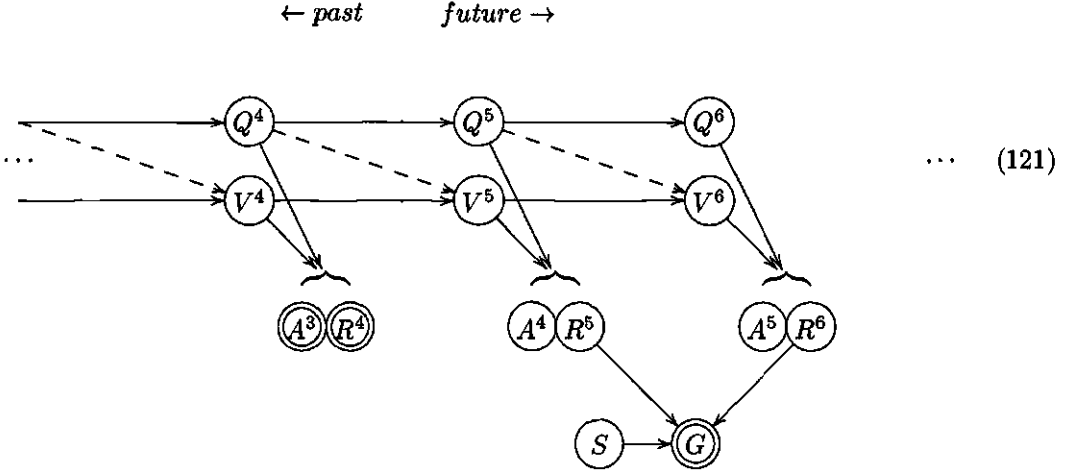 ← past future →
Q⁴ Q⁵ Q⁶
... ... (121)
V⁴ V⁵ V⁶
A³ R⁴ A⁴ R⁵ A⁵ R⁶
S G